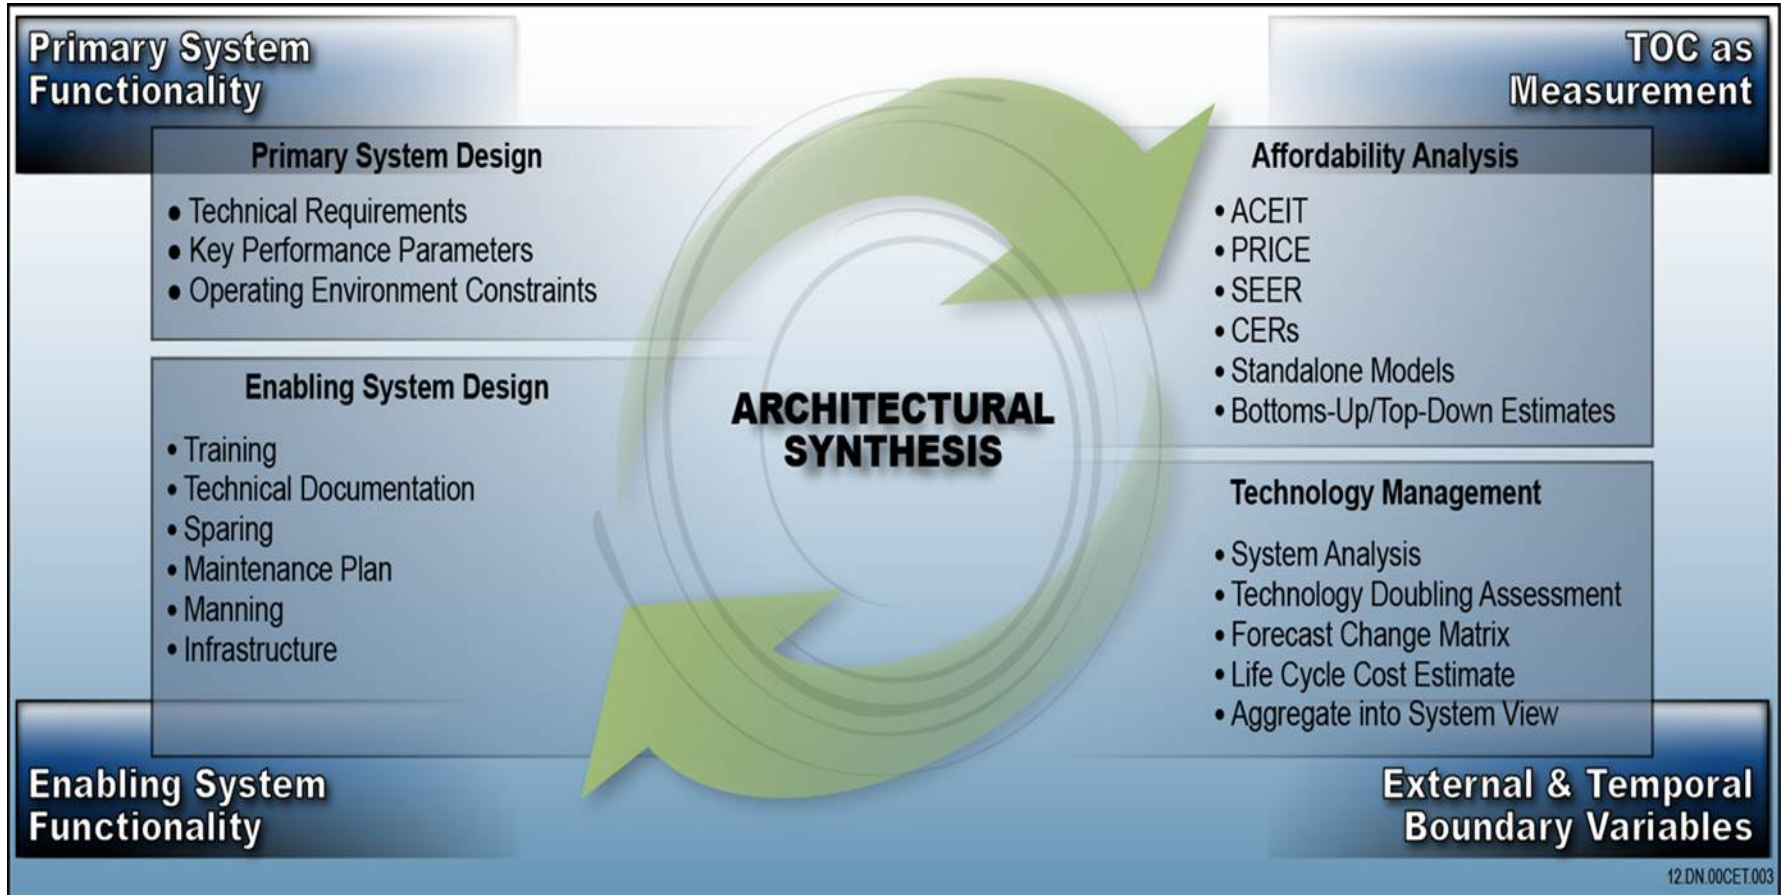 Primary System
Functionality
Primary System Design
● Technical Requirements
● Key Performance Parameters
● Operating Environment Constraints
Enabling System Design
• Training
• Technical Documentation
• Sparing
• Maintenance Plan
• Manning
• Infrastructure
Enabling System
Functionality
ARCHITECTURAL
SYNTHESIS
TOC as
Measurement
Affordability Analysis
• ACEIT
• PRICE
• SEER
• CERs
• Standalone Models
• Bottoms-Up/Top-Down Estimates
Technology Management
• System Analysis
• Technology Doubling Assessment
• Forecast Change Matrix
• Life Cycle Cost Estimate
• Aggregate into System View
External & Temporal
Boundary Variables
12.DN.00CET.003